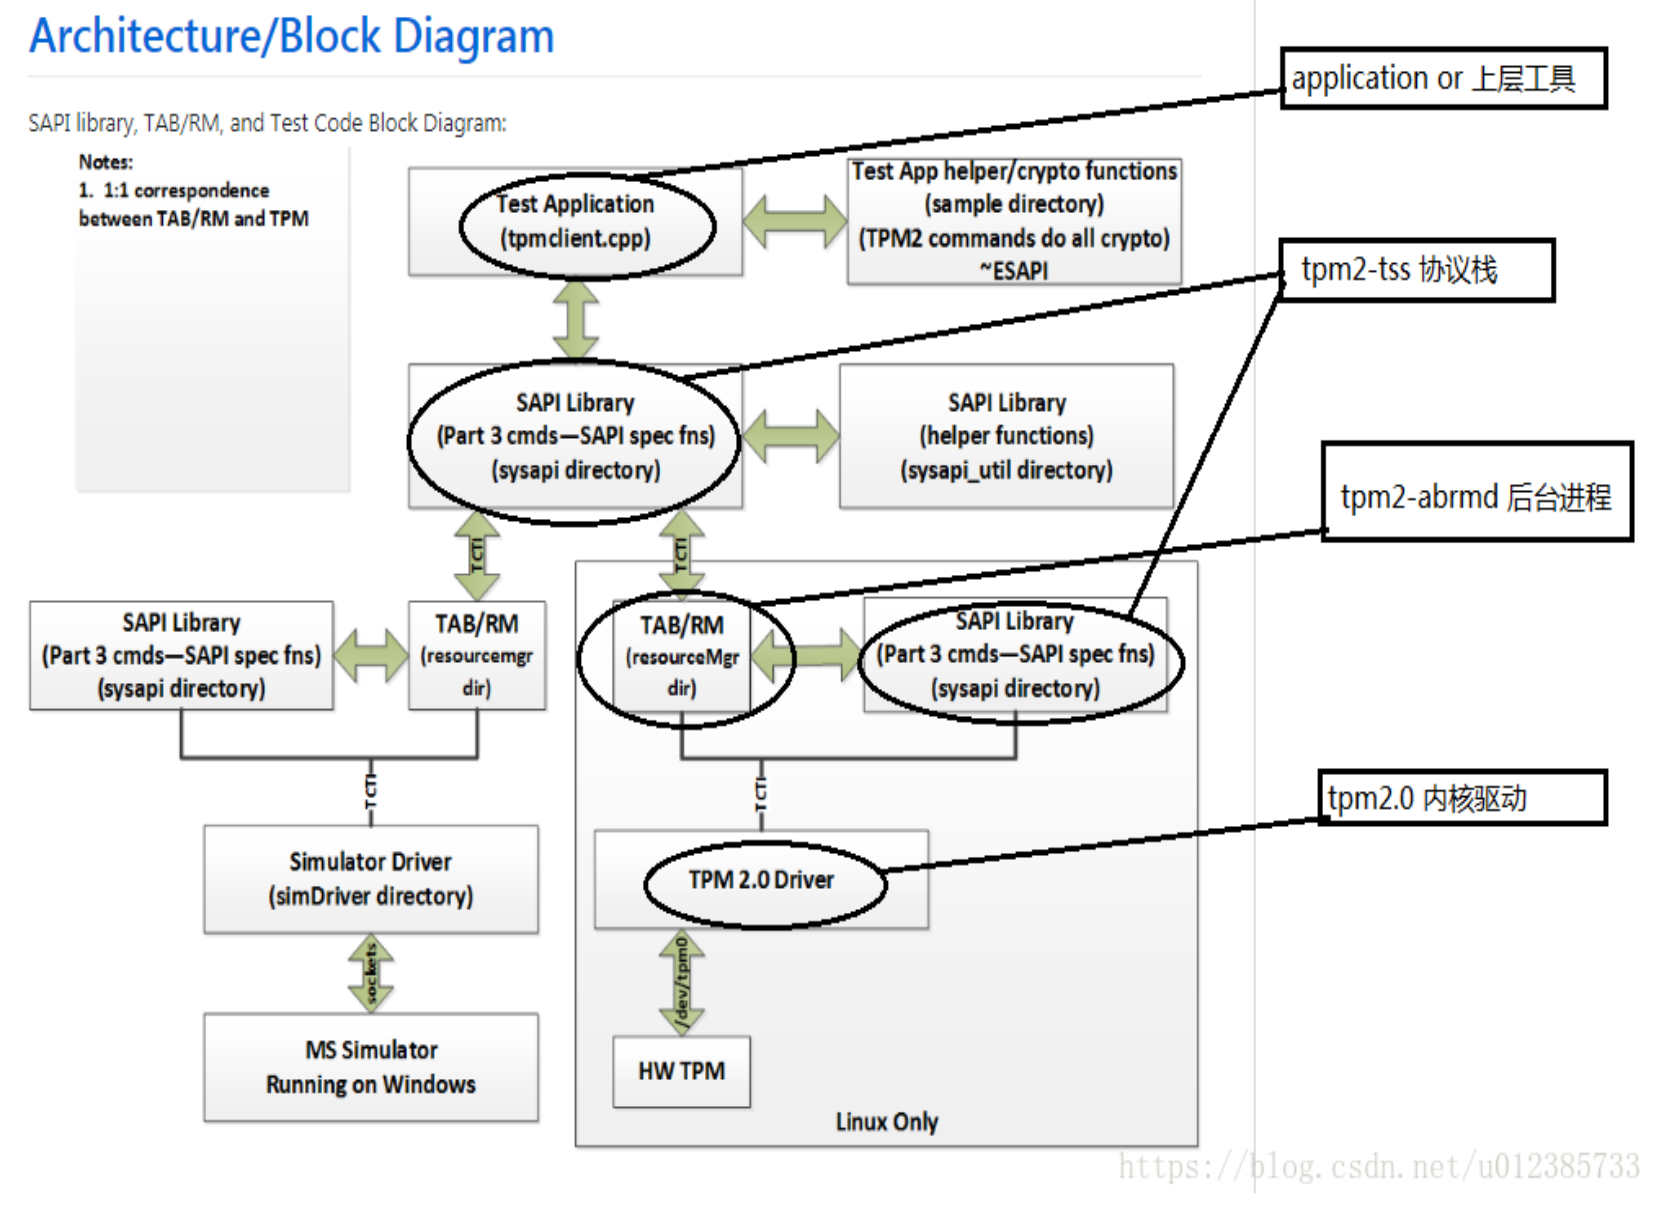 Architecture/Block Diagram
SAPI library, TAB/RM, and Test Code Block Diagram:
Notes:
1. 1:1 correspondence
between TAB/RM and TPM
application or 上层工具
Test Application
(tpmclient.cpp)
Test App helper/crypto functions
(sample directory)
(TPM2 commands do all crypto)
~ESAPI
tpm2-tss 协议栈
SAPI Library
(Part 3 cmds—SAPI spec fns)
(sysapi directory)
SAPI Library
(helper functions)
(sysapi_util directory)
tpm2-abrmd 后台进程
TCTI
TCTI
SAPI Library
(Part 3 cmds—SAPI spec fns)
(sysapi directory)
TAB/RM
(resourcemgr
dir)
TAB/RM
(resourceMgr
dir)
SAPI Library
(Part 3 cmds—SAPI spec fns)
(sysapi directory)
TCTI
TCTI
tpm2.0 内核驱动
Simulator Driver
(simDriver directory)
TPM 2.0 Driver
sockets
/dev/tpm0
MS Simulator
Running on Windows
HW TPM
Linux Only
https://blog.csdn.net/u012385733